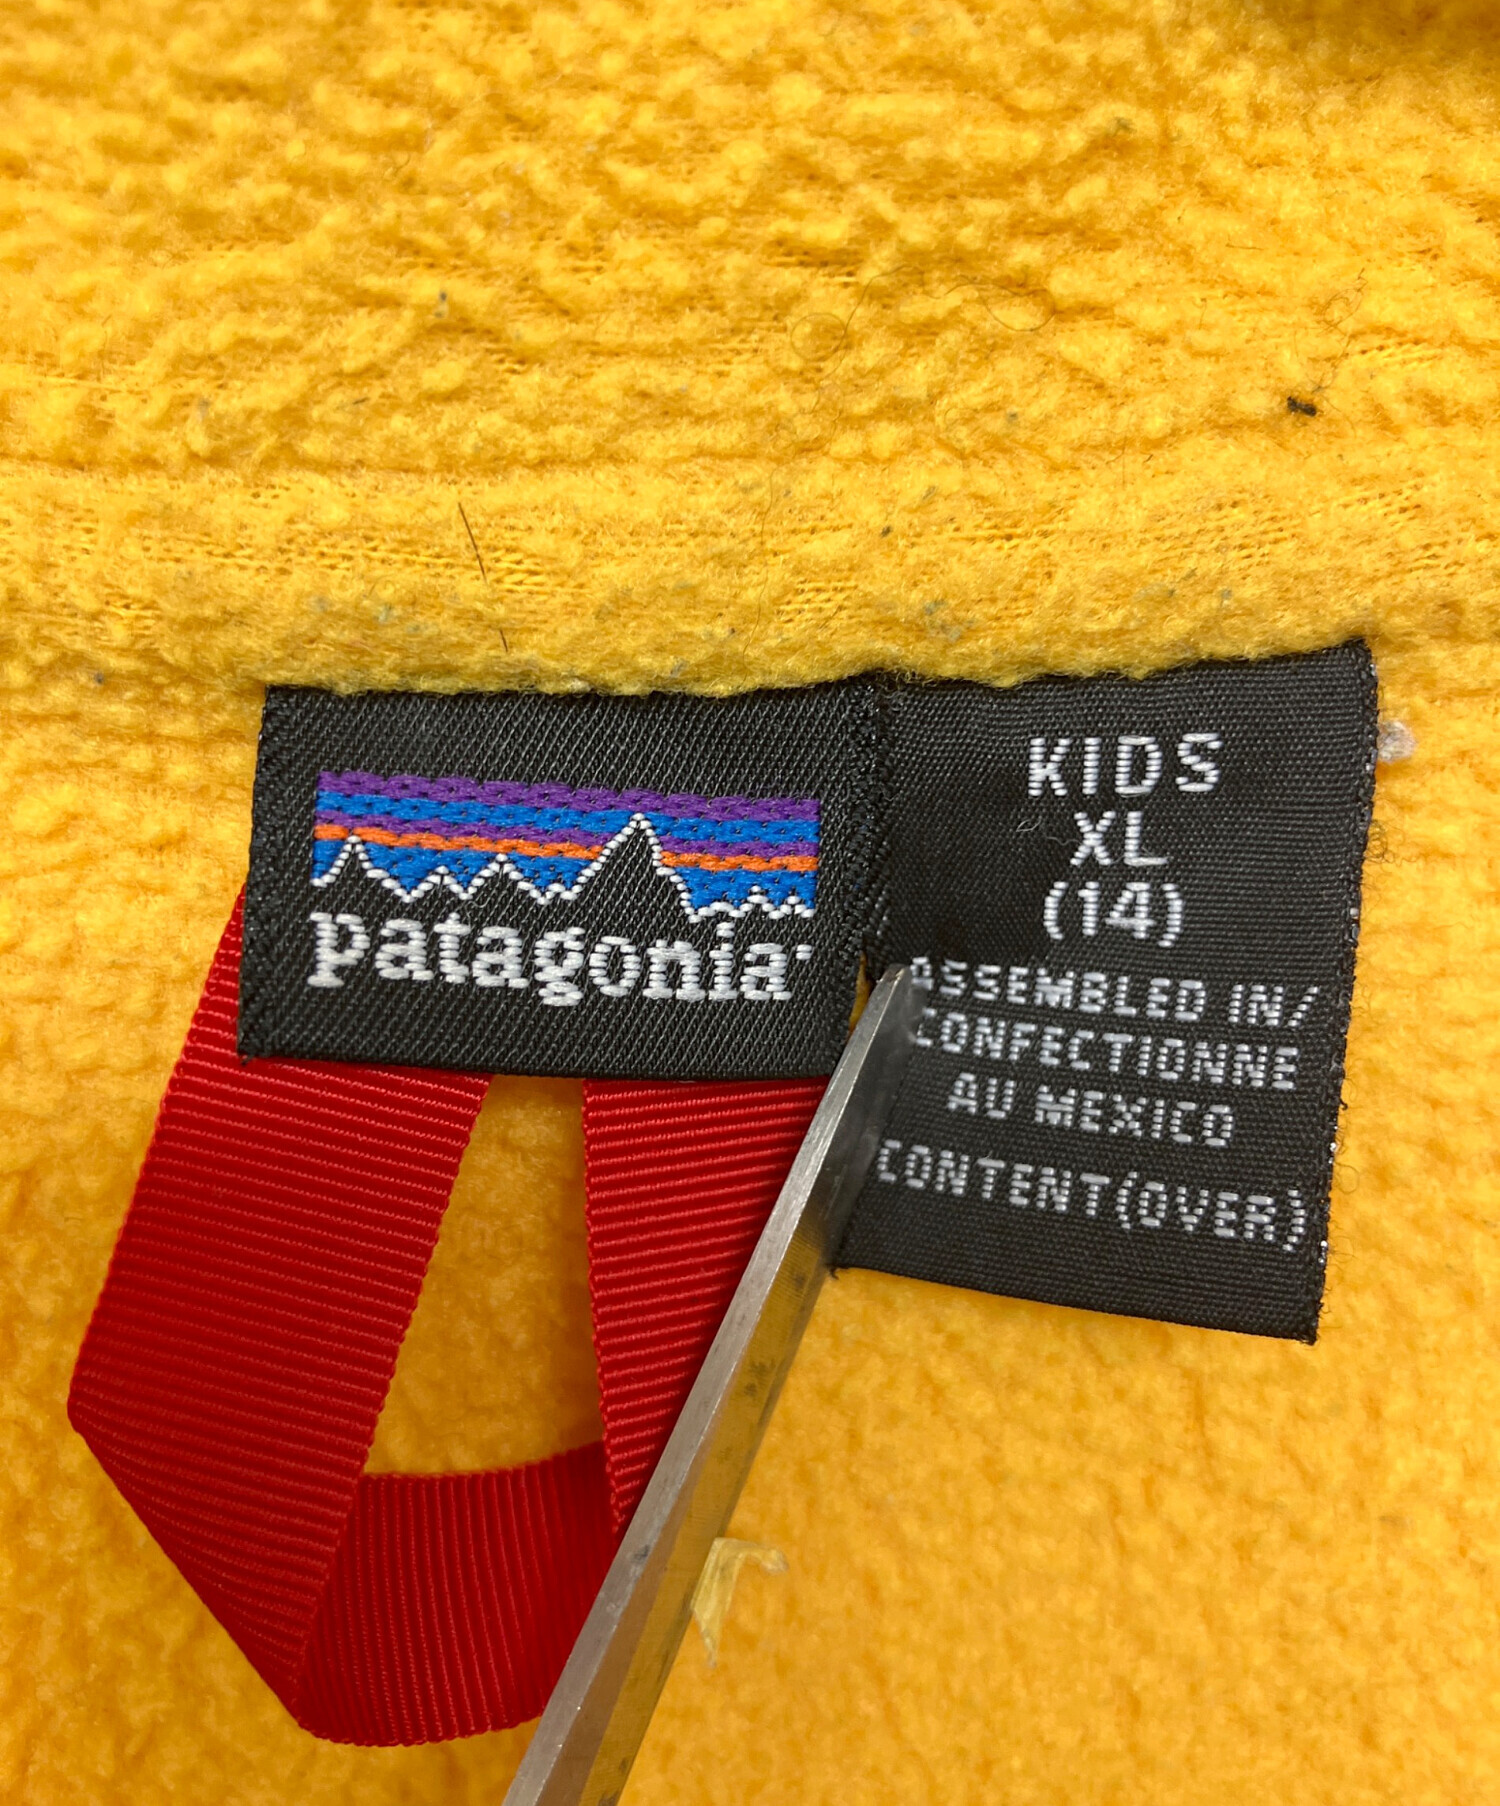 patagonia
KIDS
XL
(14)
ASSEMBLED IN/
CONFECTIONNE
AU MEXICO
CONTENT(OVER)